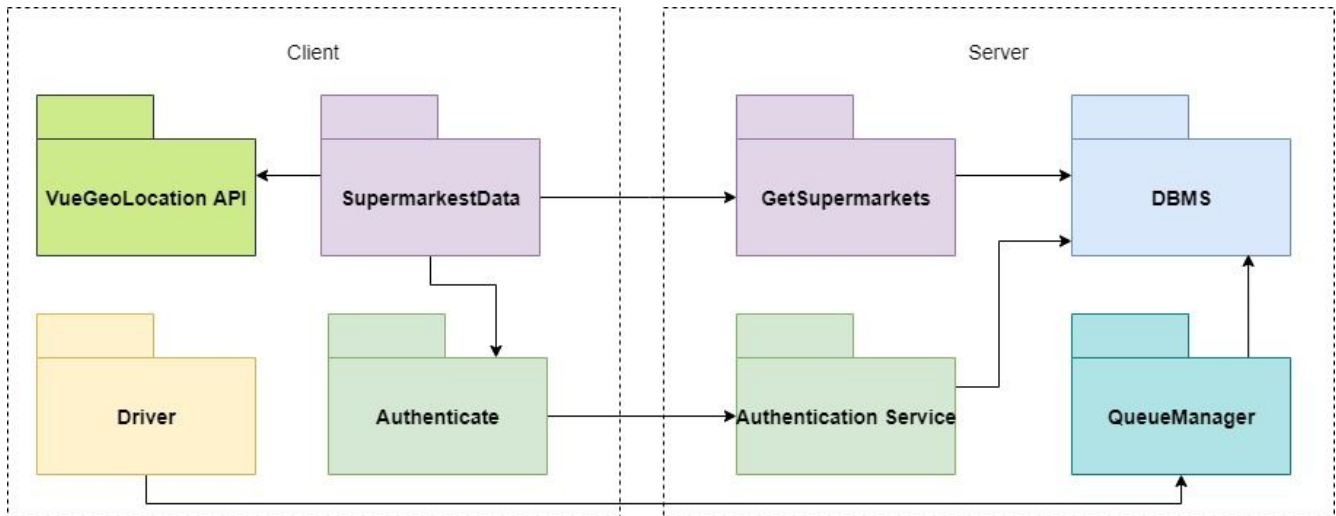 Client
Server
VueGeoLocation API
SupermarkestData
GetSupermarkets
DBMS
Driver
Authenticate
Authentication Service
QueueManager